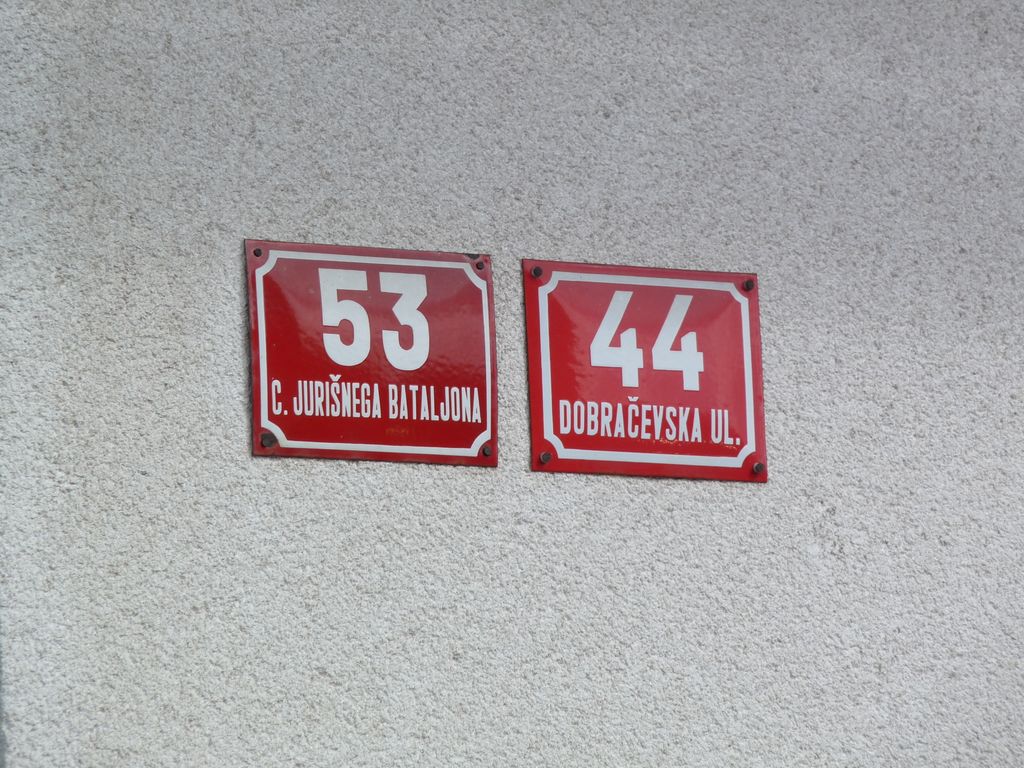 53
C. JURIŠNEGA BATALJONA
44
DOBRAČEVSKA UL.